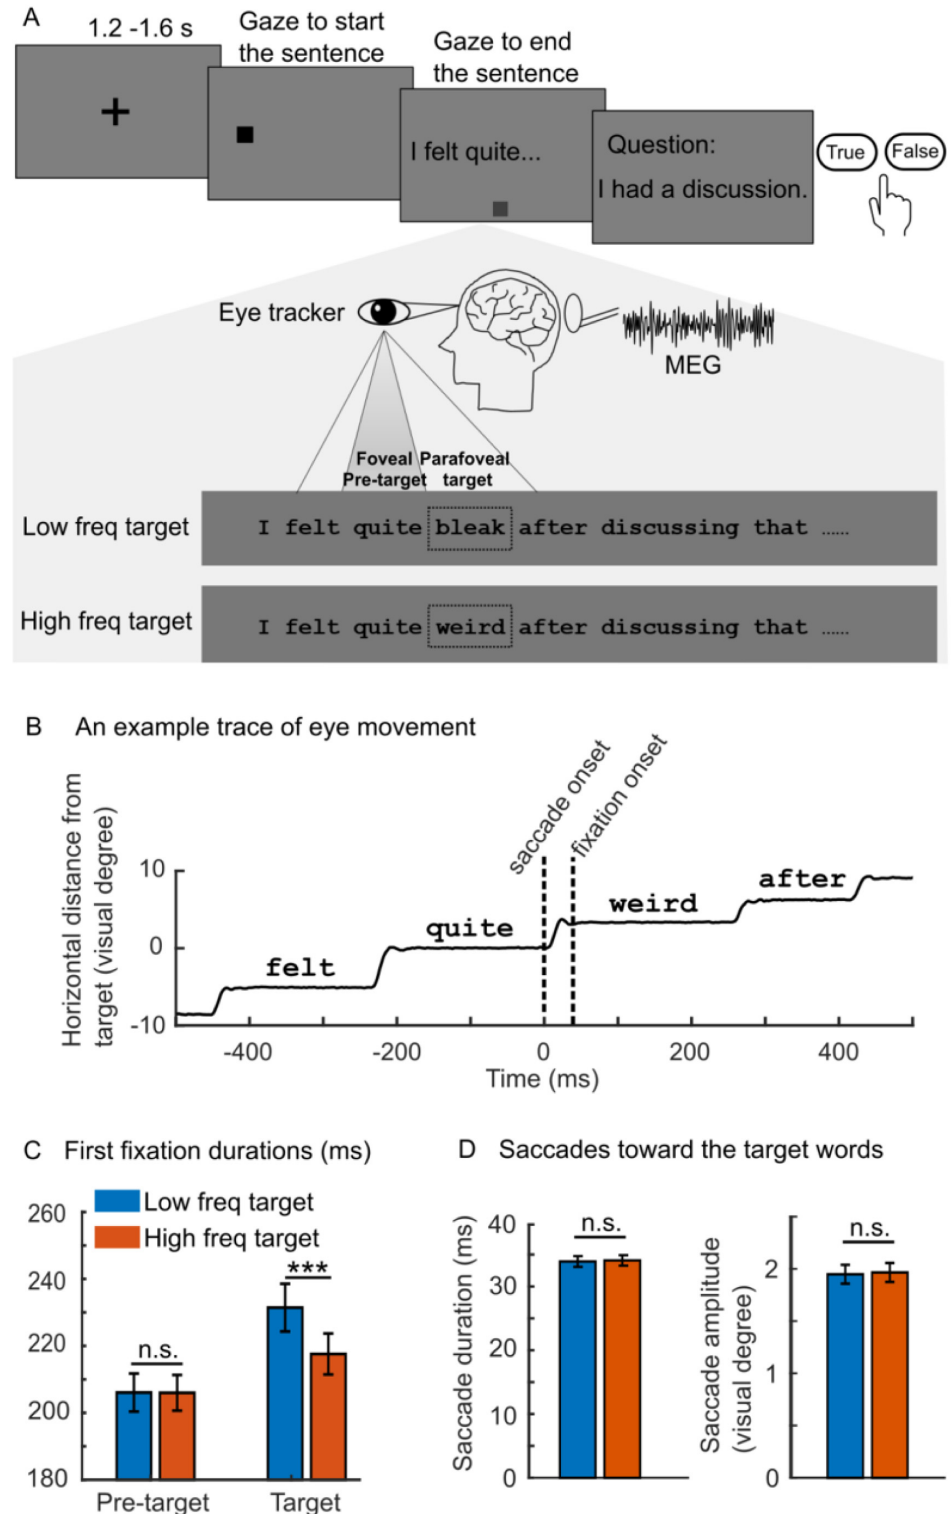 A
1.2 -1.6 s
Gaze to start
the sentence
Gaze to end
the sentence
I felt quite...
Question:
I had a discussion.
True
False
Eye tracker
MEG
Foveal
Pre-target
Parafoveal
target
Low freq target
I felt quite bleak after discussing that ......
High freq target
I felt quite weird after discussing that ......
B An example trace of eye movement
Horizontal distance from
target (visual degree)
saccade onset
fixation onset
10
0
-10
felt
quite
weird
after
-400
-200
0
200
400
Time (ms)
C First fixation durations (ms)
Low freq target
High freq target
260
240
220
200
180
n.s.
***
Pre-target
Target
D Saccades toward the target words
Saccade duration (ms)
40
30
20
10
0
n.s.
Saccade amplitude
(visual degree)
2
1
0
n.s.